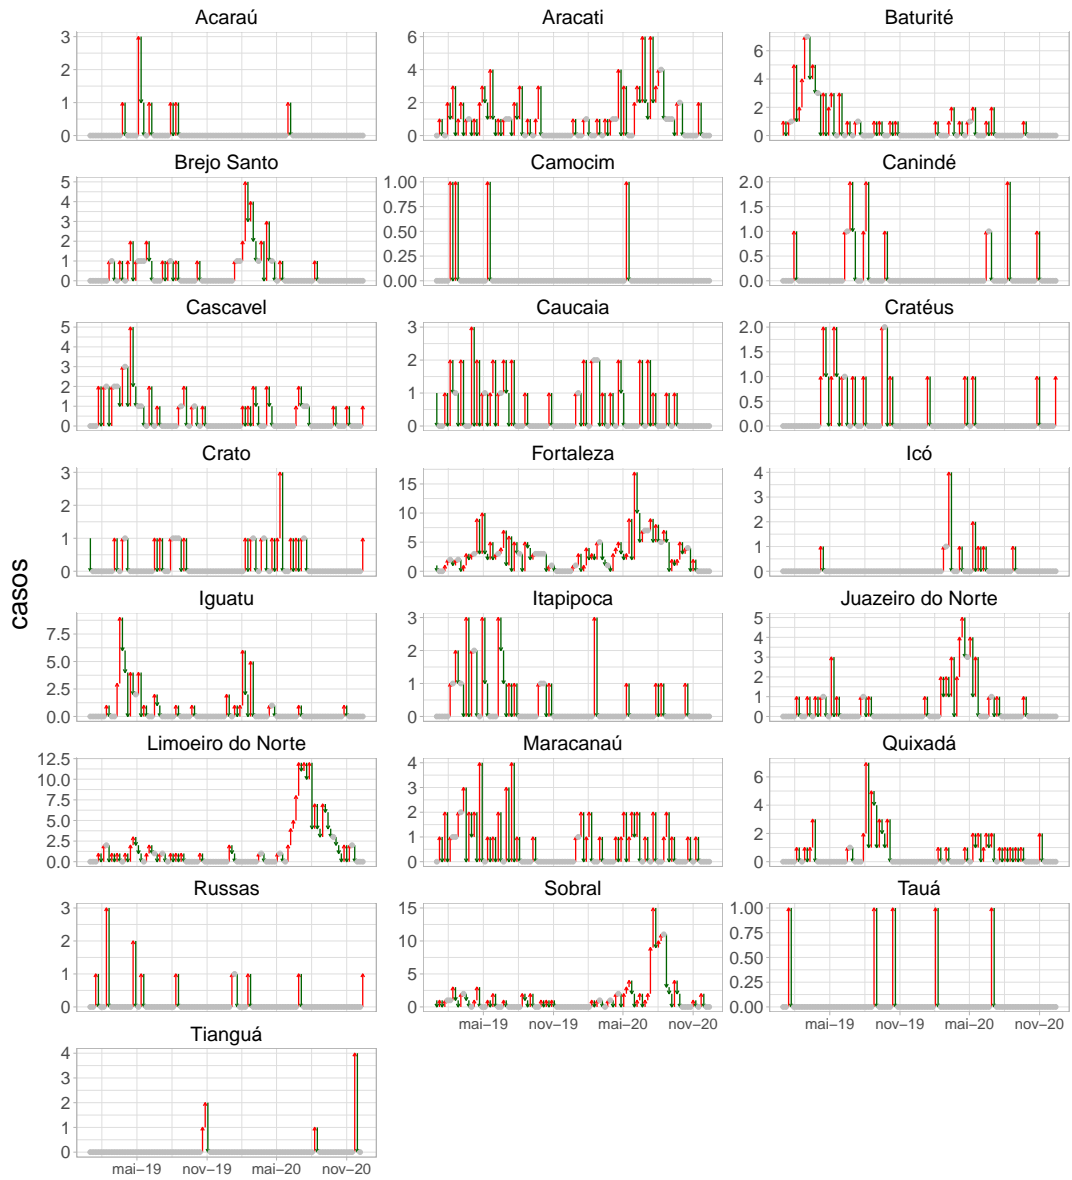 Acaraú Aracati Baturité
3 6 6
2 4 4
1 2 2
0 0 0
Brejo Santo Camocim Canindé
5 1.00 2.0
4 0.75 1.5
3 0.50 1.0
2 0.25 0.5
1 0.00 0.0
0
Cascavel Caucaia Cratéus
5 3 2.0
4 2 1.5
3 1 1.0
2 0 0.5
1 0.0
0
Crato Fortaleza Icó
3 15 4
2 10 3
1 5 2
0 0 1
0
casos
Iguatu Itapipoca Juazeiro do Norte
7.5 3 5
5.0 2 4
2.5 1 3
0.0 0 2
1
0
Limoeiro do Norte Maracanaú Quixadá
12.5 4 6
10.0 3 4
7.5 2 2
5.0 1 0
2.5 0
0.0
Russas Sobral Tauá
3 15 1.00
2 10 0.75
1 5 0.50
0 0 0.25
0.00
mai−19 nov−19 mai−20 nov−20 mai−19 nov−19 mai−20 nov−20
Tianguá
4
3
2
1
0
mai−19 nov−19 mai−20 nov−20